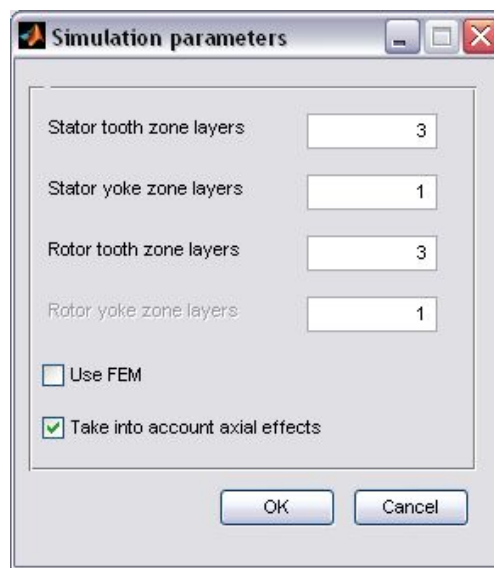 Simulation parameters
Stator tooth zone layers 3
Stator yoke zone layers 1
Rotor tooth zone layers 3
Rotor yoke zone layers 1
Use FEM
Take into account axial effects
OK Cancel